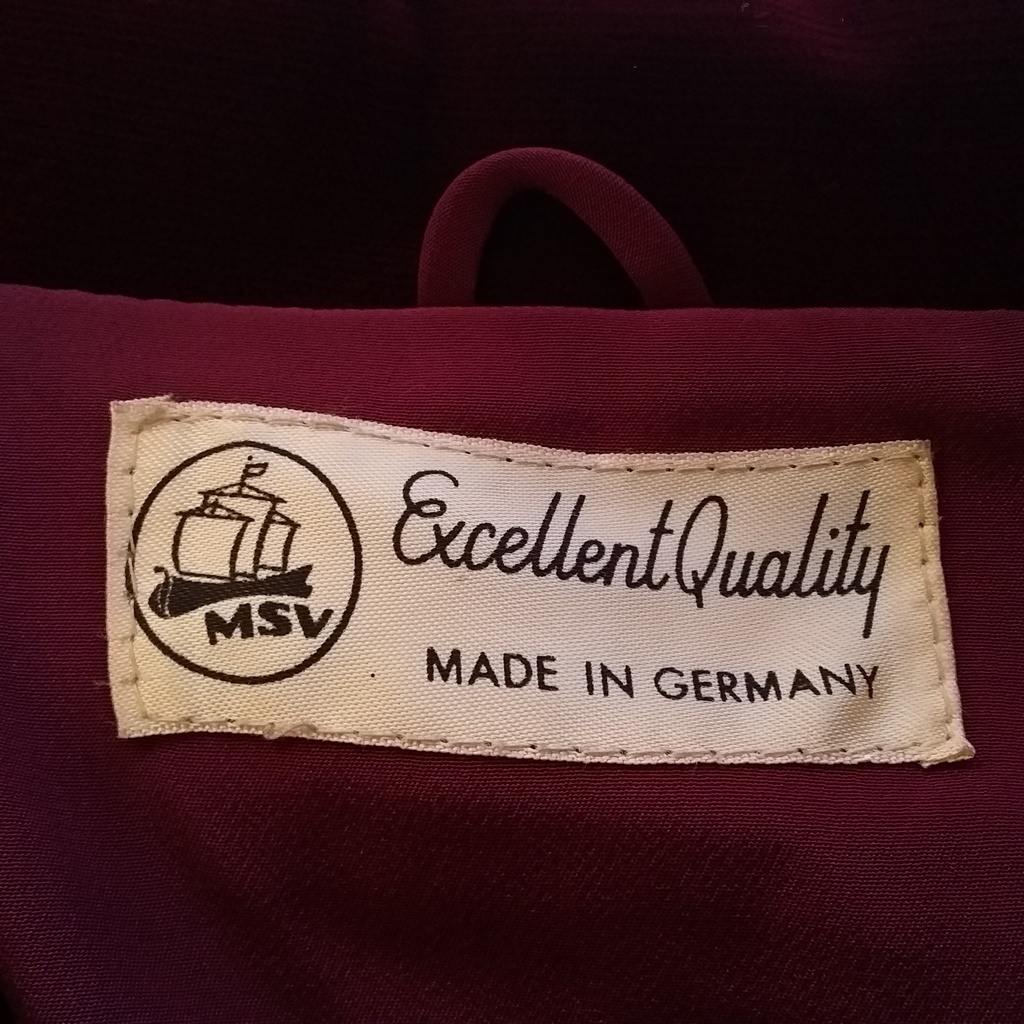 MSV
Excellent Quality
MADE IN GERMANY